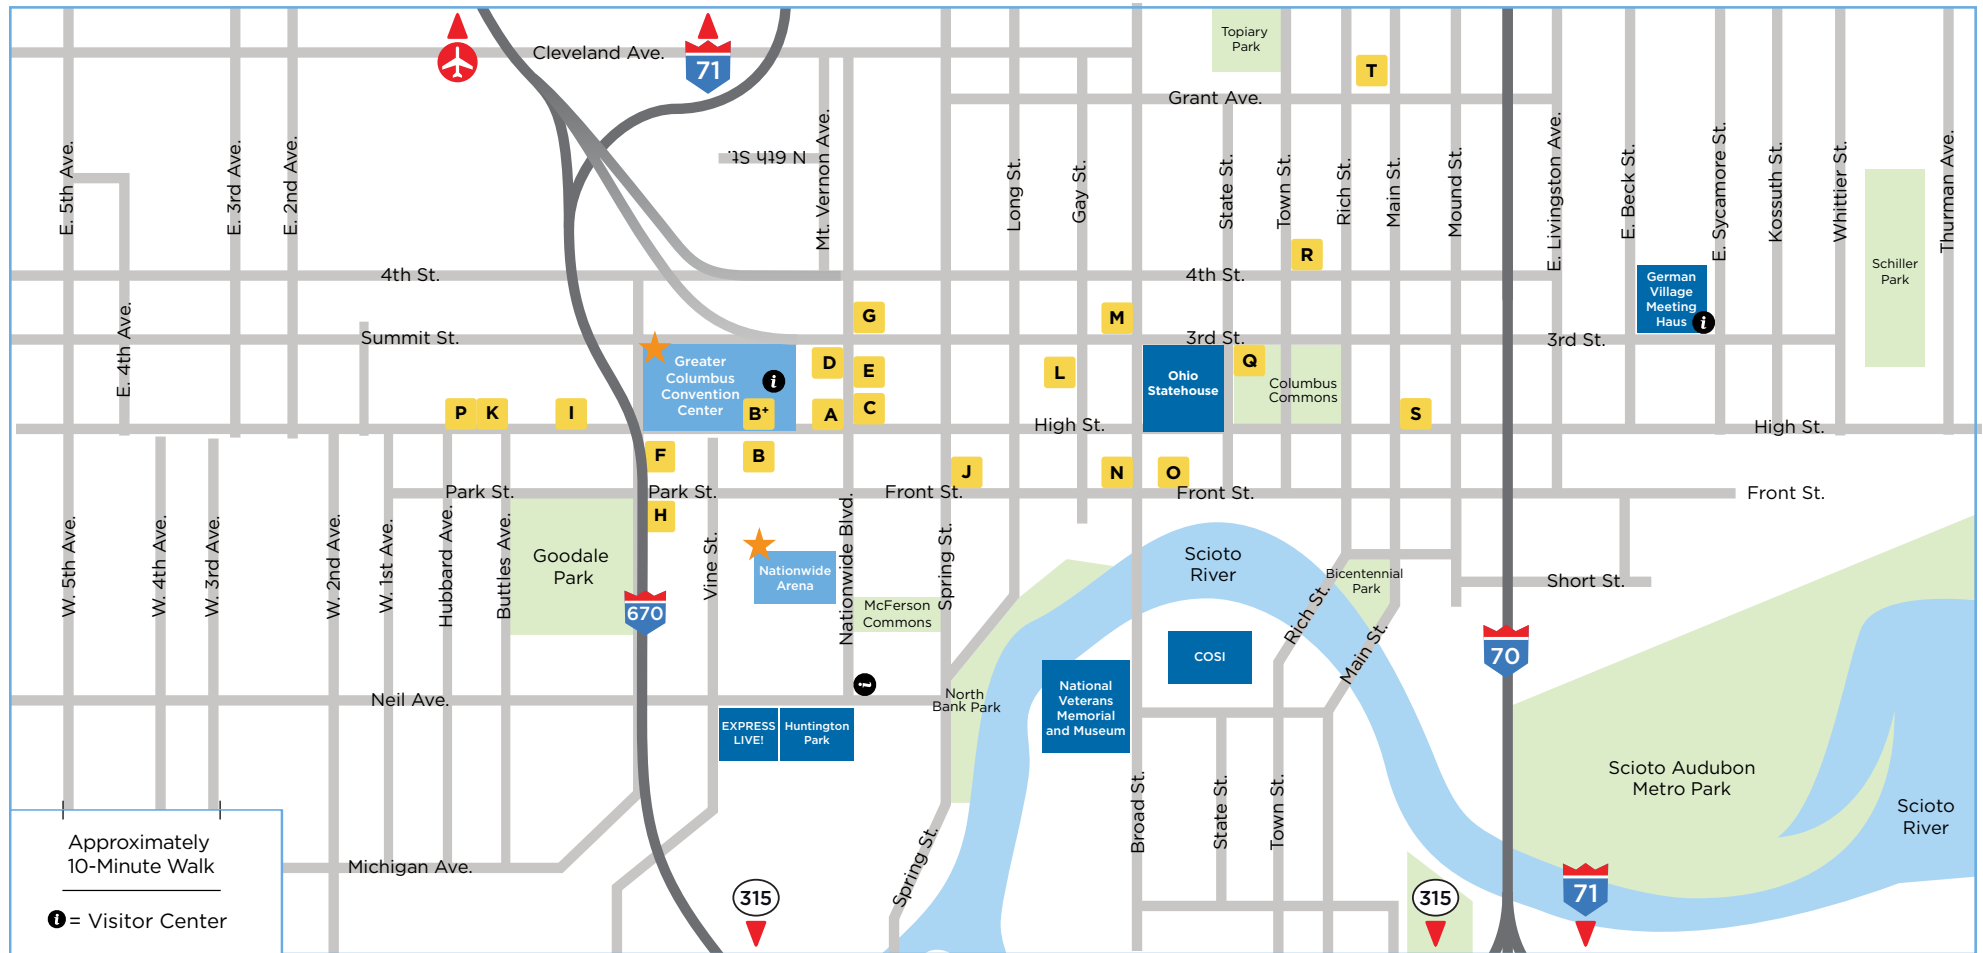 Topiary
Park
Cleveland Ave.
71
T
Grant Ave.
N 6th St.
E. 5th Ave.
E. 3rd Ave.
E. 2nd Ave.
Mt. Vernon Ave.
Long St.
Gay St.
State St.
Town St.
Rich St.
Main St.
Mound St.
E. Livingston Ave.
E. Beck St.
E. Sycamore St.
Kossuth St.
Whittier St.
Thurman Ave.
R
Schiller
Park
4th St.
4th St.
German
Village
Meeting
Haus
i
E. 4th Ave.
G
M
Summit St.
3rd St.
3rd St.
Greater
Columbus
Convention
Center
i
D
E
L
Ohio
Statehouse
Q
Columbus
Commons
P
K
I
B+
A
C
S
High St.
High St.
F
B
J
N
O
Park St.
Park St.
Front St.
Front St.
Front St.
H
W. 5th Ave.
W. 4th Ave.
W. 3rd Ave.
W. 2nd Ave.
W. 1st Ave.
Hubbard Ave.
Buttles Ave.
Goodale
Park
Vine St.
Nationwide Blvd.
Spring St.
Nationwide
Arena
McFerson
Commons
Scioto
River
Bicentennial
Park
Short St.
Rich St.
Main St.
670
COSI
70
Neil Ave.
i
North
Bank Park
National
Veterans
Memorial
and Museum
EXPRESS
LIVE!
Huntington
Park
Scioto Audubon
Metro Park
Scioto
River
Broad St.
State St.
Town St.
Spring St.
Michigan Ave.
Approximately
10-Minute Walk
i = Visitor Center
315
315
71